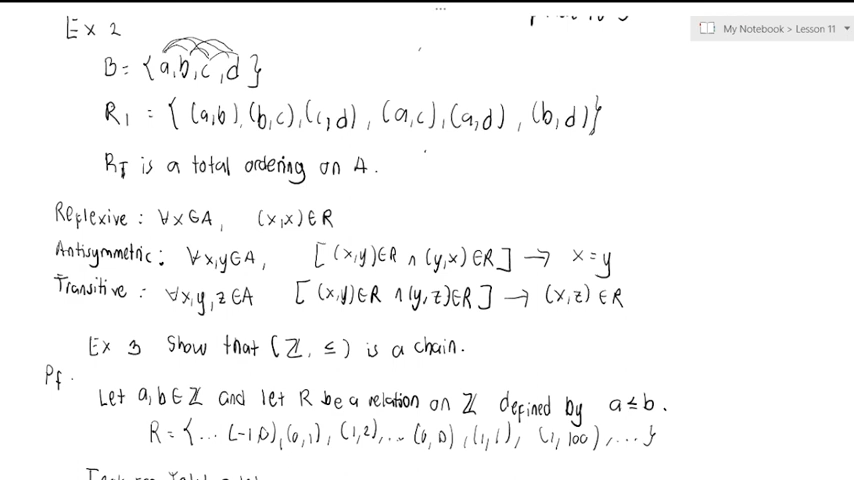 My Notebook > Lesson 11
Ex 2
B = {a,b,c,d}
R₁ = { (a,b),(b,c),(c,d), (a,c),(a,d), (b,d)}
R₁ is a total ordering on A.
Reflexive: ∀x∈A, (x,x)∈R
Antisymmetric: ∀x,y∈A, [(x,y)∈R ∧ (y,x)∈R] → x=y
Transitive: ∀x,y,z∈A [(x,y)∈R ∧ (y,z)∈R] → (x,z)∈R
Ex 3 Show that (ℤ, ≤) is a chain.
Pf.
Let a,b∈ℤ and let R be a relation on ℤ defined by a≤b.
R = {... (-1,0),(0,1), (1,2),... (0,0),(1,1), (1,100),...}